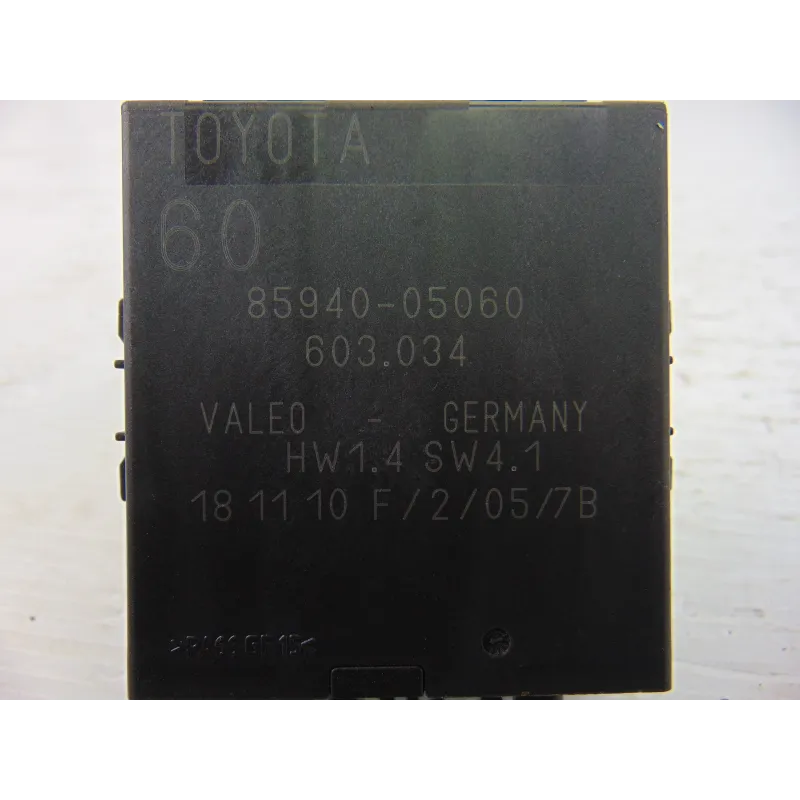 TOYOTA
60
85940-05060
603.034
VALEO - GERMANY
HW1.4 SW4.1
18 11 10 F/2/05/7B